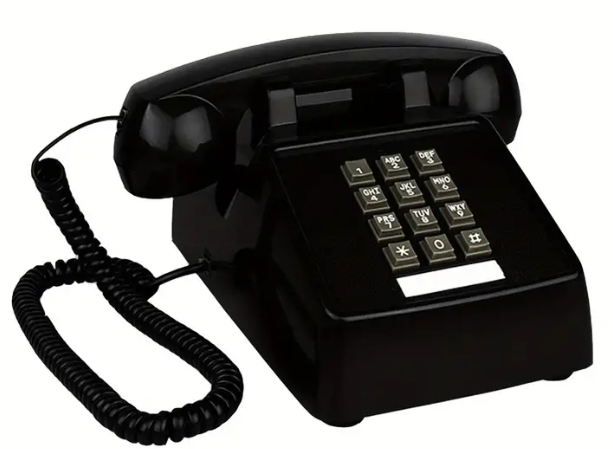 1 ABC 2 DEF 3
GHI 4 JKL 5 MNO 6
PRS 7 TUV 8 WXY 9
* 0 #